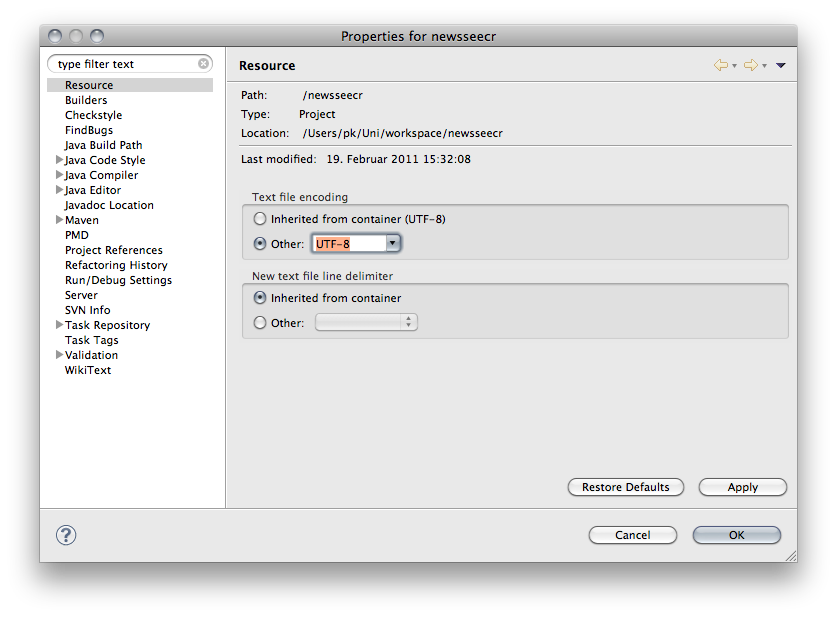 Properties for newsseecr
type filter text
Resource
Builders
Checkstyle
FindBugs
Java Build Path
Java Code Style
Java Compiler
Java Editor
Javadoc Location
Maven
PMD
Project References
Refactoring History
Run/Debug Settings
Server
SVN Info
Task Repository
Task Tags
Validation
WikiText
Resource
Path: /newsseecr
Type: Project
Location: /Users/pk/Uni/workspace/newsseecr
Last modified: 19. Februar 2011 15:32:08
Text file encoding
Inherited from container (UTF-8)
Other: UTF-8
New text file line delimiter
Inherited from container
Other:
Restore Defaults Apply
? Cancel OK